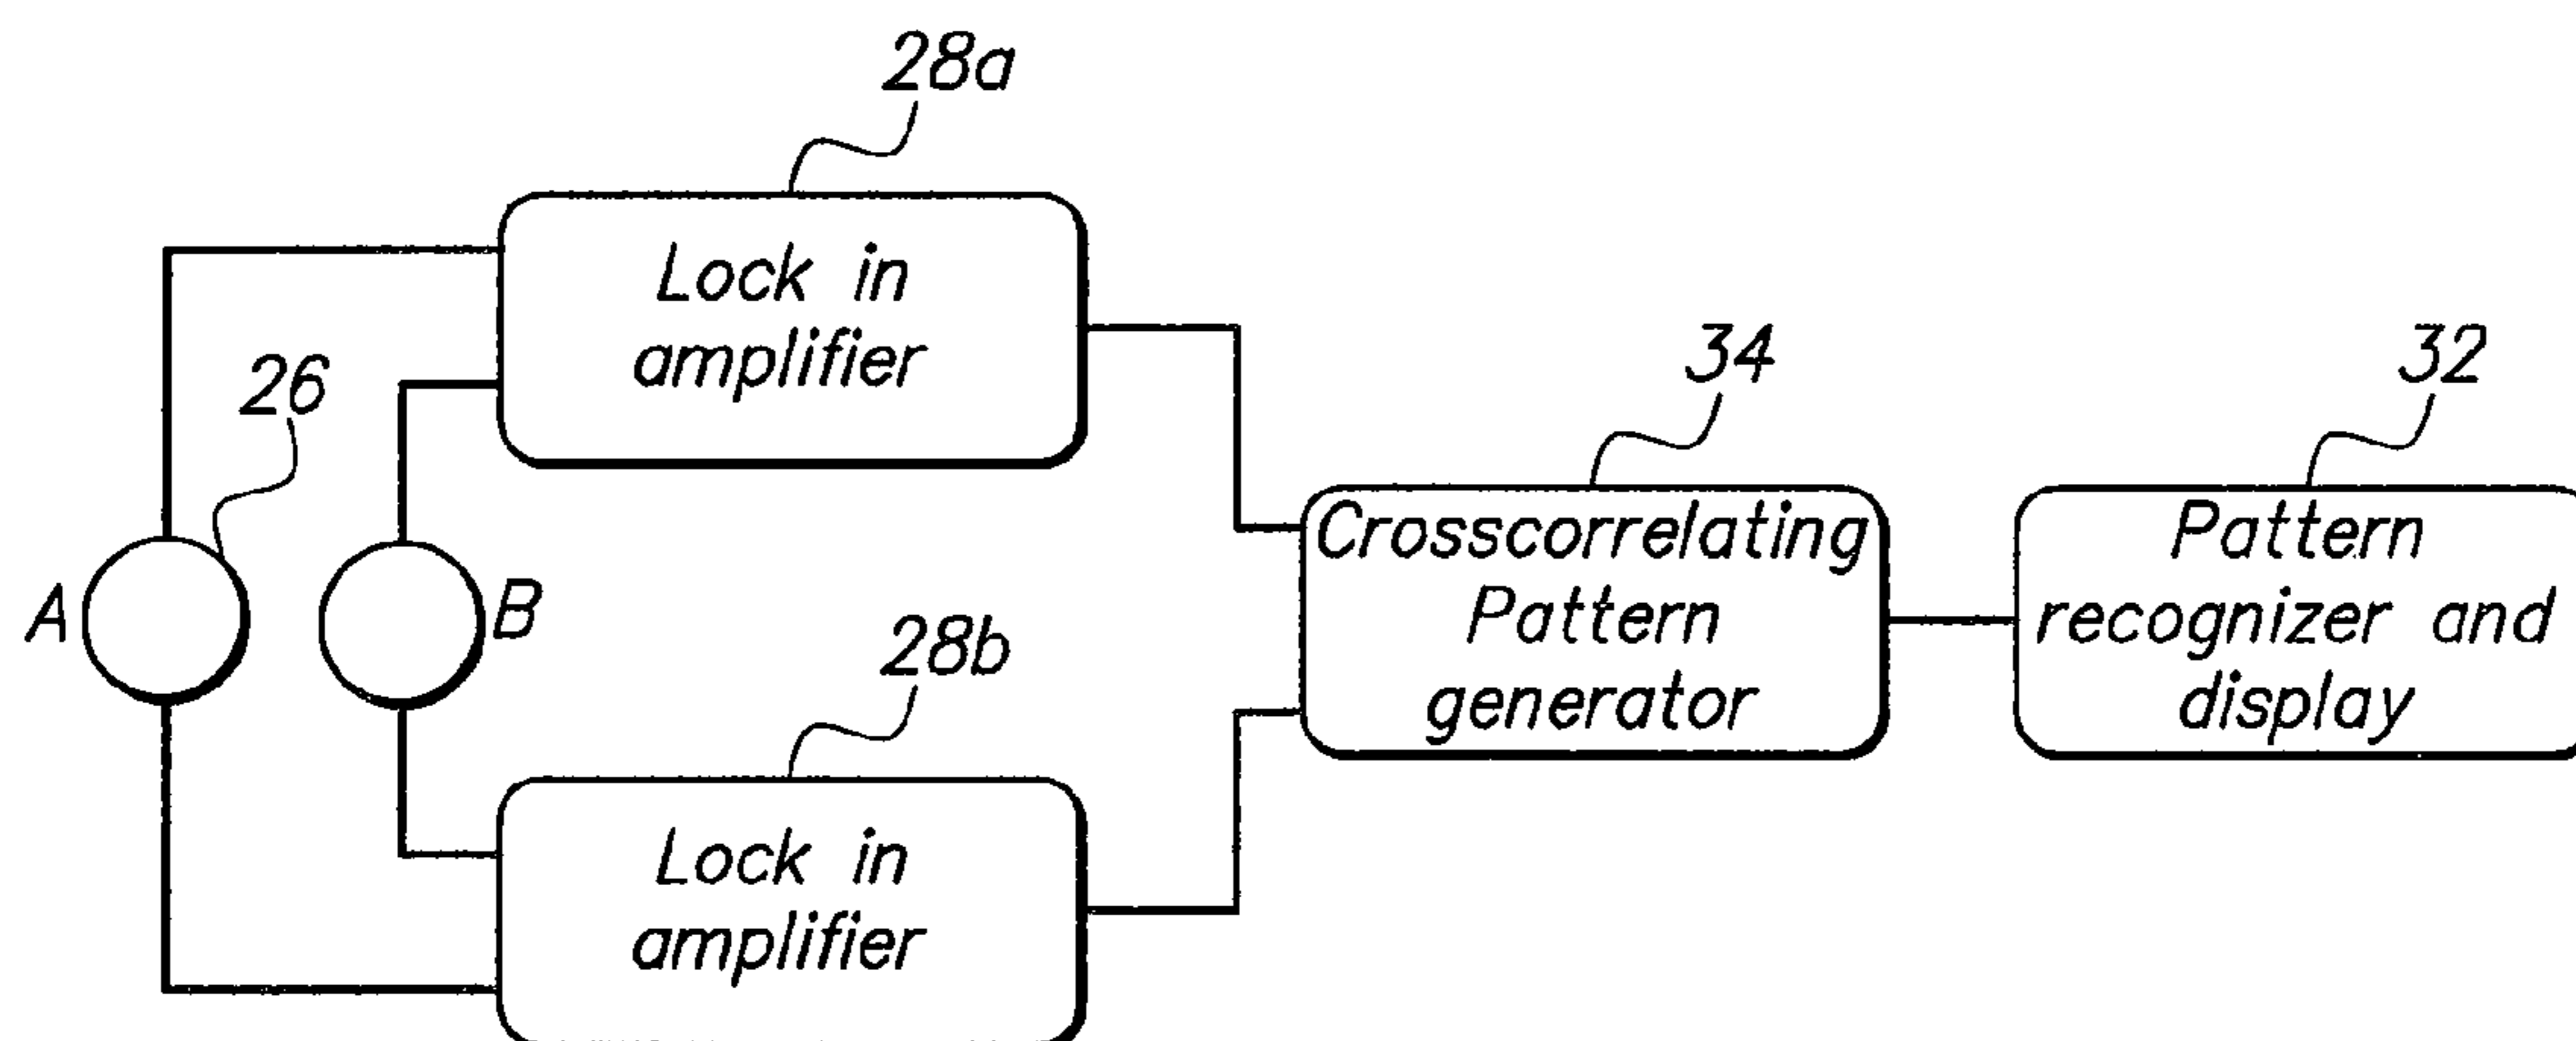 28a
Lock in
amplifier
26
A
B
28b
Lock in
amplifier
34
Crosscorrelating
Pattern
generator
32
Pattern
recognizer and
display